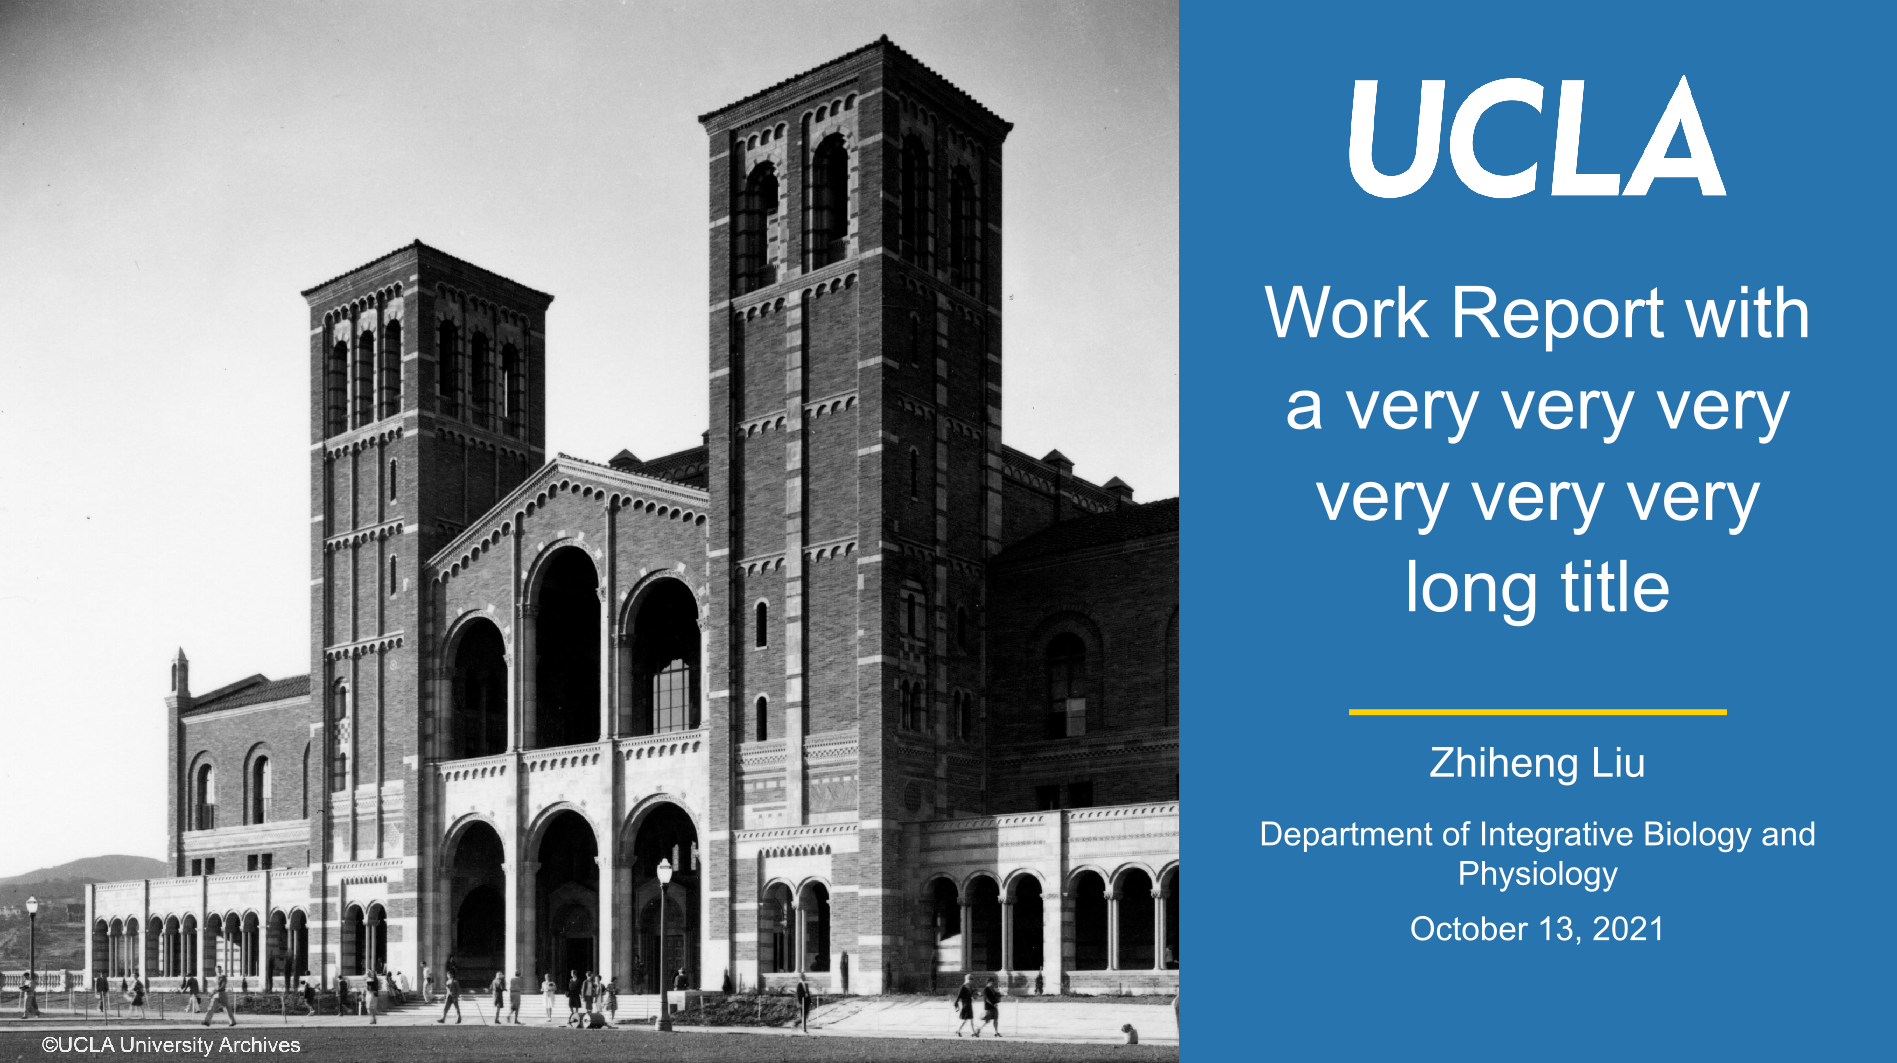 UCLA
Work Report with
a very very very
very very very
long title
Zhiheng Liu
Department of Integrative Biology and
Physiology
October 13, 2021
©UCLA University Archives